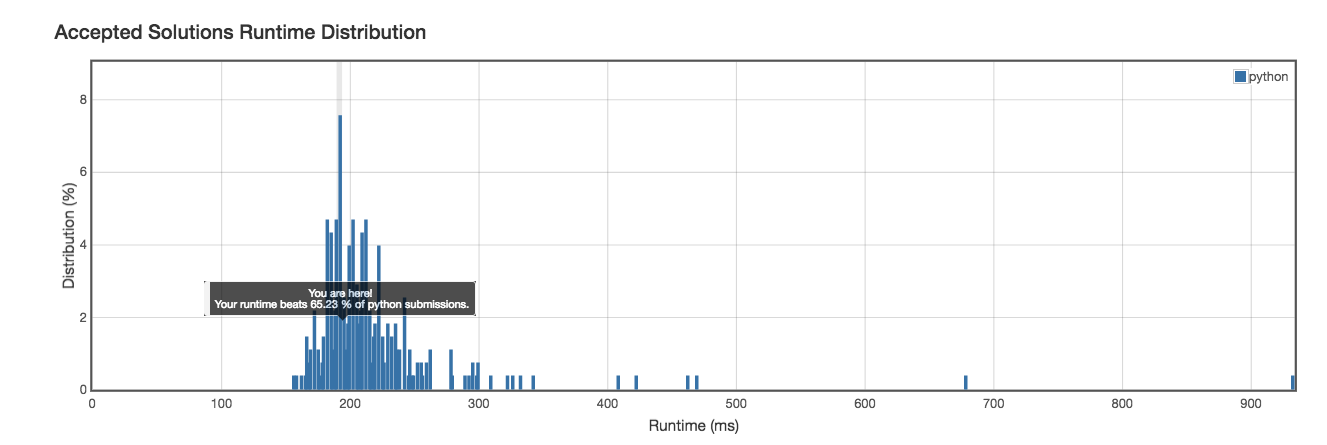 Accepted Solutions Runtime Distribution
python
8
6
4
2
0
Distribution (%)
You are here!
Your runtime beats 65.23 % of python submissions.
0 100 200 300 400 500 600 700 800 900
Runtime (ms)